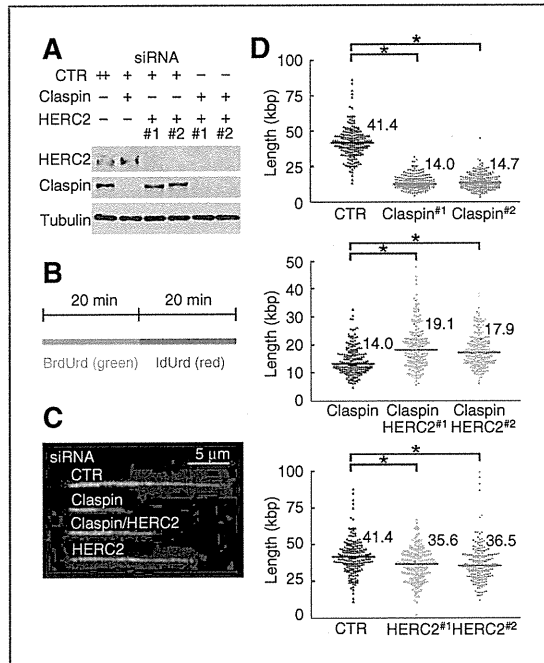 A
siRNA
CTR ++ – + + – –
Claspin – + – – + +
HERC2 – – + + + +
#1 #2 #1 #2
HERC2
Claspin
Tubulin
B
20 min 20 min
BrdUrd (green) IdUrd (red)
C
siRNA 5 μm
CTR
Claspin
Claspin/HERC2
HERC2
D
* 
*
Length (kbp)
100
75
50
25
0
41.4
14.0
14.7
CTR Claspin#1 Claspin#2
*
*
Length (kbp)
50
40
30
20
10
0
14.0
19.1
17.9
Claspin Claspin Claspin
HERC2#1 HERC2#2
*
*
Length (kbp)
100
75
50
25
0
41.4
35.6
36.5
CTR HERC2#1 HERC2#2